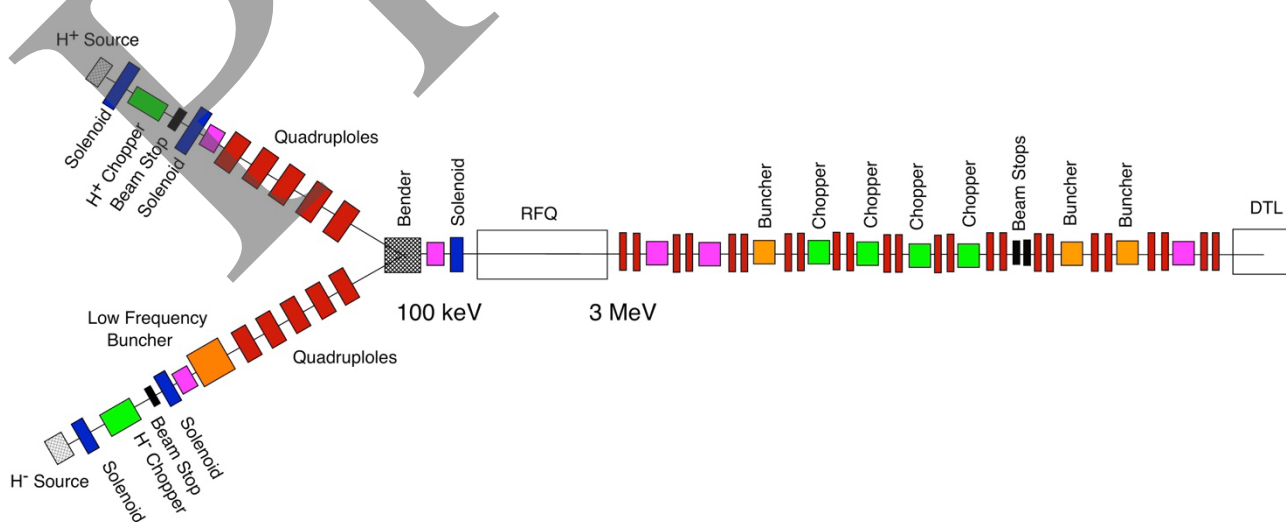 H+ Source
Solenoid
H+ Chopper
Beam Stop
Solenoid
Quadruploles
Bender
Solenoid
RFQ
Buncher
Chopper
Chopper
Chopper
Chopper
Beam Stops
Buncher
Buncher
DTL
100 keV
3 MeV
Low Frequency
Buncher
Quadruploles
H- Source
Solenoid
H- Chopper
Beam Stop
Solenoid